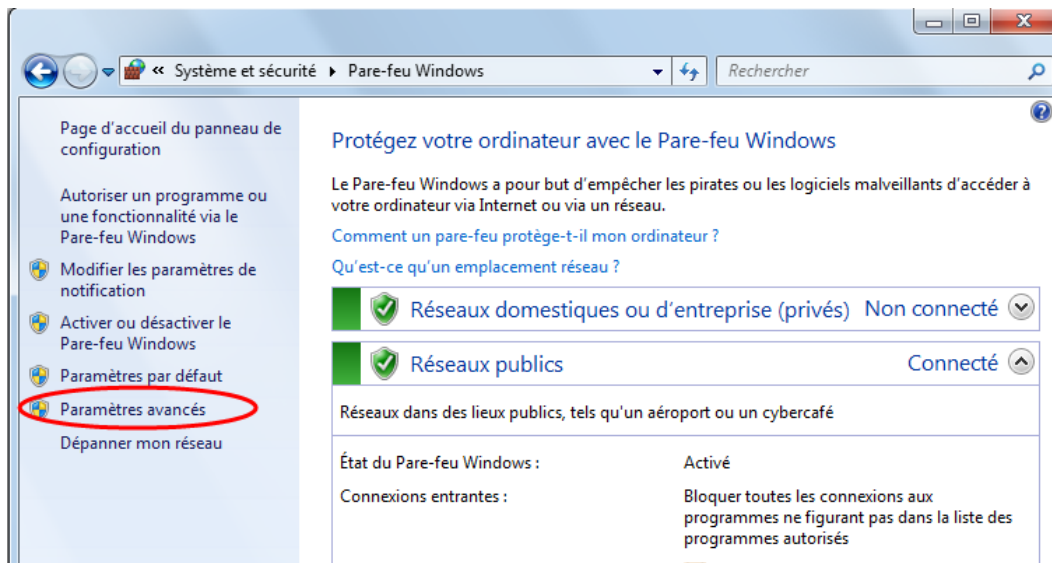 « Système et sécurité ▸ Pare-feu Windows
Rechercher
Page d'accueil du panneau de
configuration
Autoriser un programme ou
une fonctionnalité via le
Pare-feu Windows
Modifier les paramètres de
notification
Activer ou désactiver le
Pare-feu Windows
Paramètres par défaut
Paramètres avancés
Dépanner mon réseau
Protégez votre ordinateur avec le Pare-feu Windows
Le Pare-feu Windows a pour but d'empêcher les pirates ou les logiciels malveillants d'accéder à
votre ordinateur via Internet ou via un réseau.
Comment un pare-feu protège-t-il mon ordinateur ?
Qu'est-ce qu'un emplacement réseau ?
Réseaux domestiques ou d'entreprise (privés) Non connecté
Réseaux publics Connecté
Réseaux dans des lieux publics, tels qu'un aéroport ou un cybercafé
État du Pare-feu Windows : Activé
Connexions entrantes : Bloquer toutes les connexions aux
programmes ne figurant pas dans la liste des
programmes autorisés